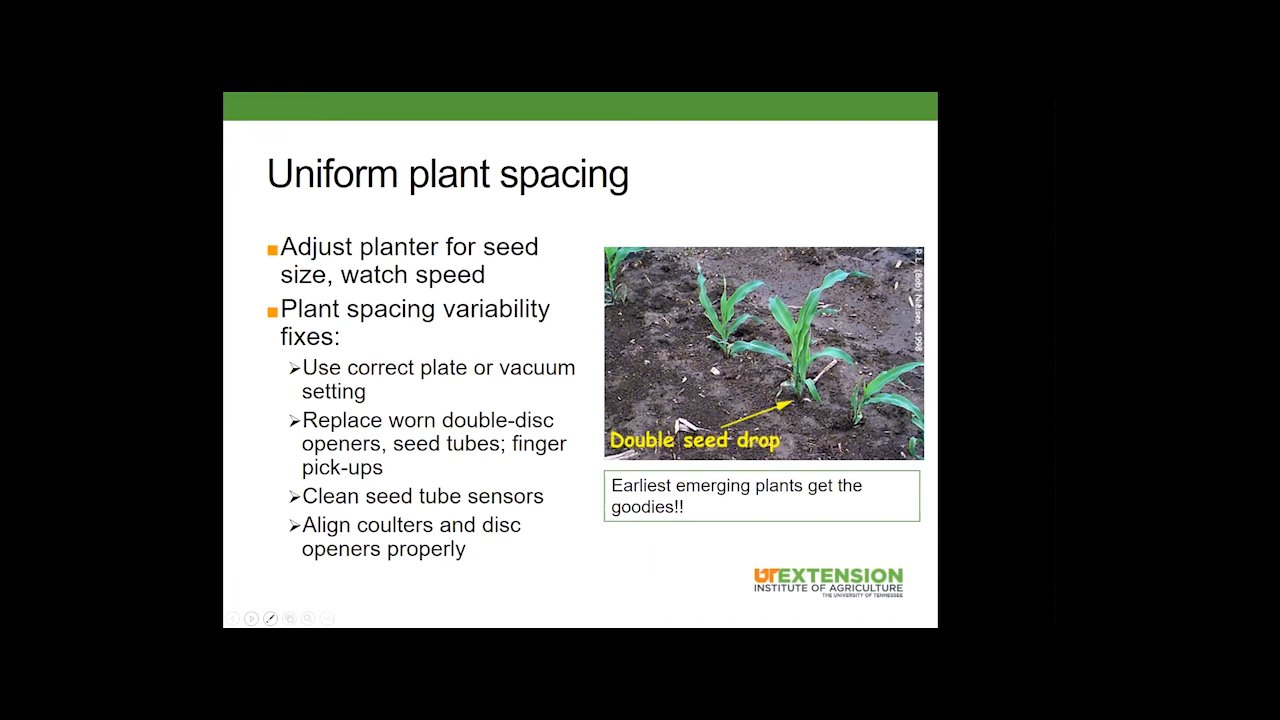 Uniform plant spacing
Adjust planter for seed
size, watch speed
Plant spacing variability
fixes:
Use correct plate or vacuum
setting
Replace worn double-disc
openers, seed tubes; finger
pick-ups
Clean seed tube sensors
Align coulters and disc
openers properly
R.L. (Bob) Nielsen, 1998
Double seed drop
Earliest emerging plants get the
goodies!!
UTEXTENSION
INSTITUTE OF AGRICULTURE
THE UNIVERSITY OF TENNESSEE